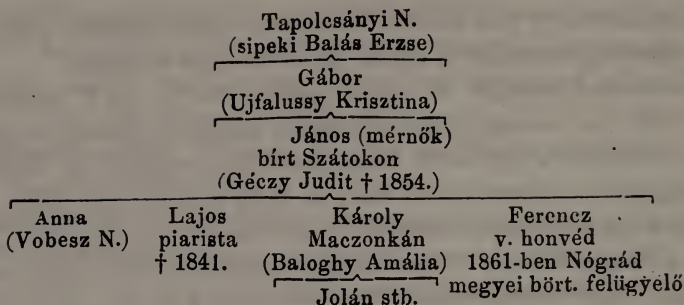 Tapolcsányi N.
(sipeki Balás Erzse)
Gábor
(Ujfalussy Krisztina)
János (mérnők)
bírt Szátokon
(Géczy Judit † 1854.)
Anna Lajos Károly Ferencz
(Vobesz N.) piarista Maczonkán v. honvéd
† 1841. (Baloghy Amália) 1861-ben Nógrád
megyei bört. felügyelő
Jolán stb.